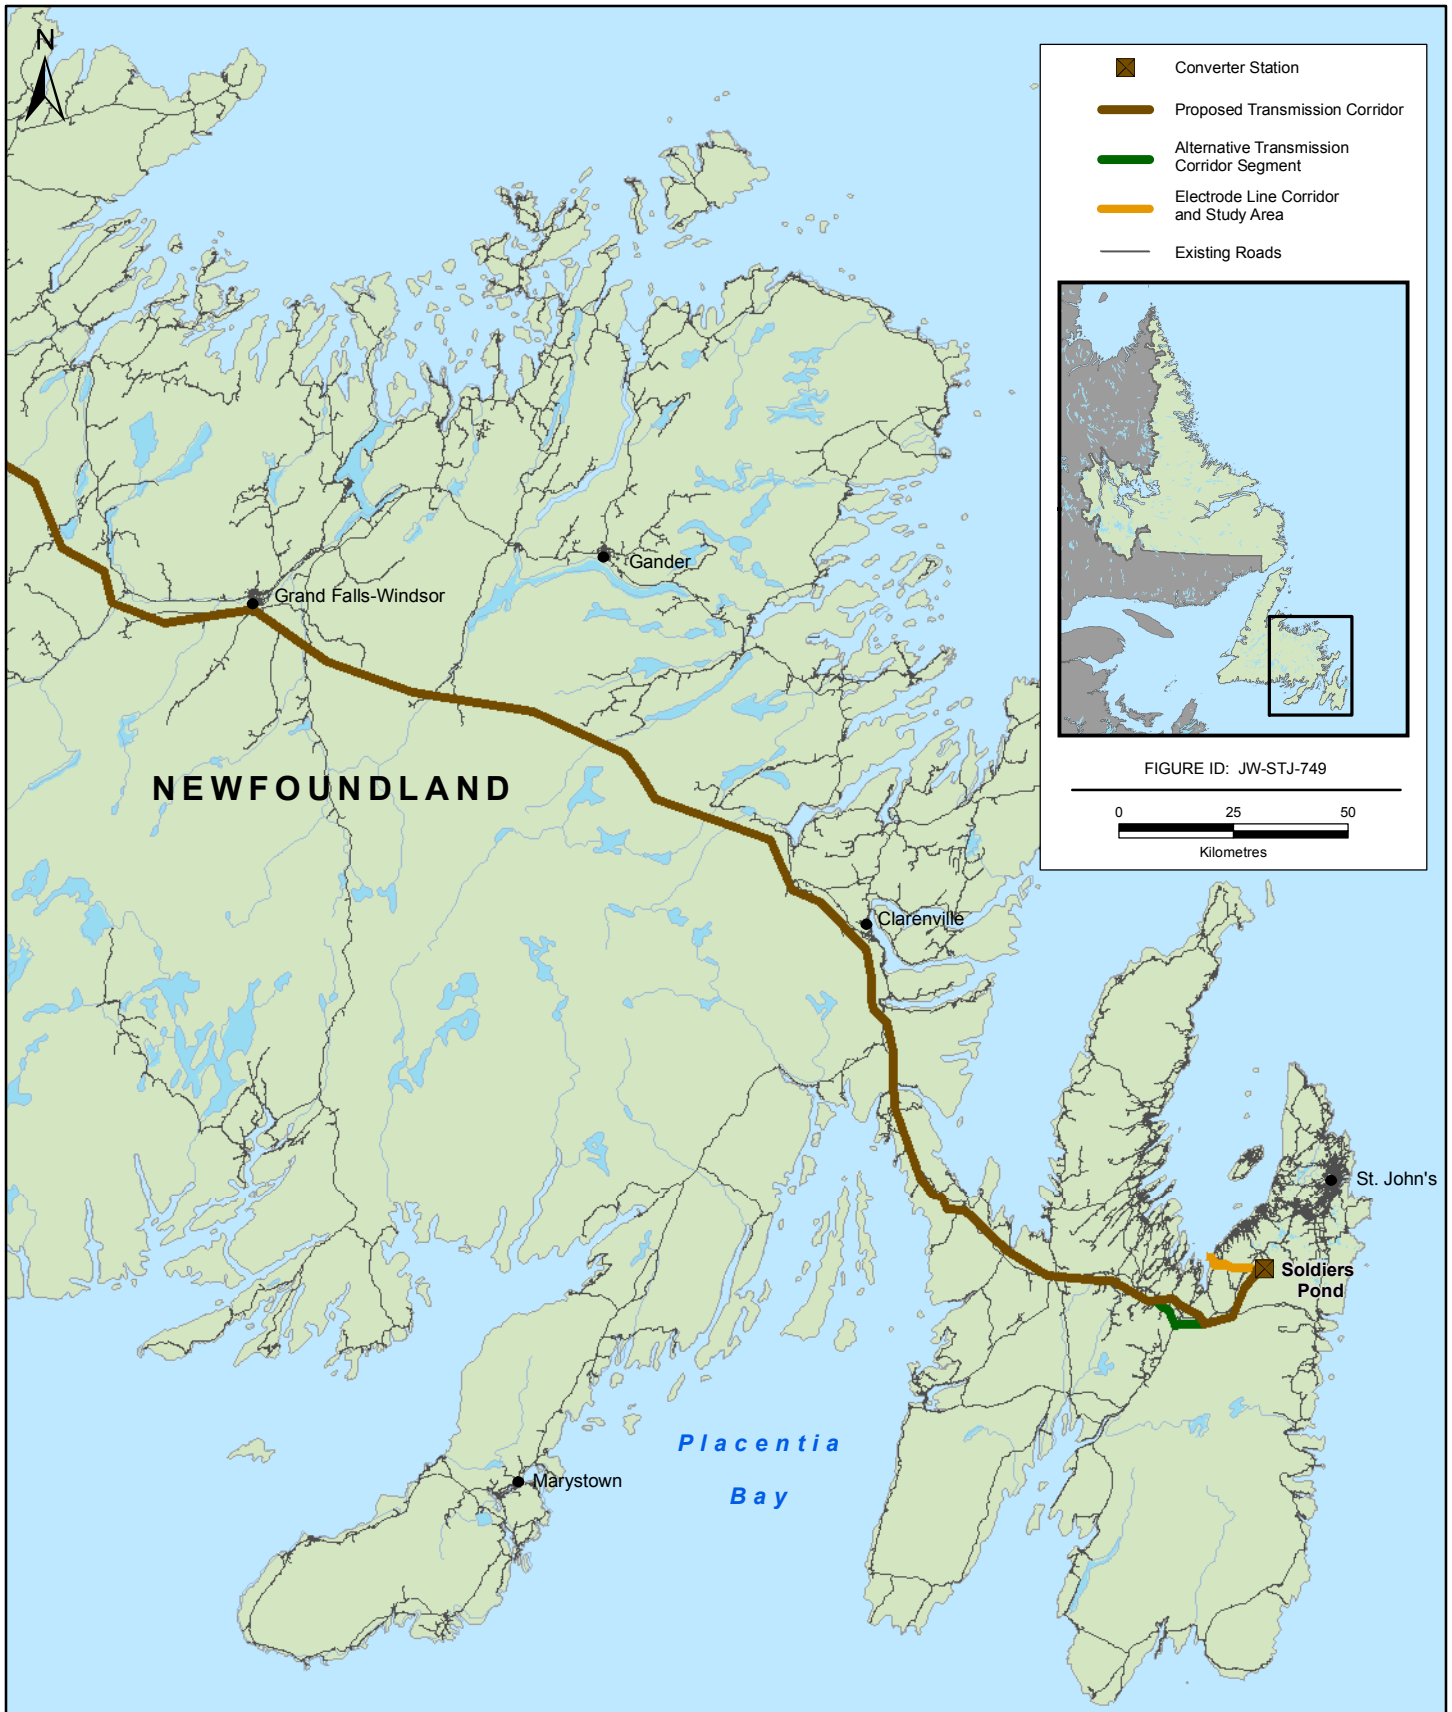 N
Converter Station
Proposed Transmission Corridor
Alternative Transmission
Corridor Segment
Electrode Line Corridor
and Study Area
Existing Roads
FIGURE ID: JW-STJ-749
0 25 50
Kilometres
Gander
Grand Falls-Windsor
NEWFOUNDLAND
Clarenville
St. John's
Soldiers
Pond
Placentia
Bay
Marystown